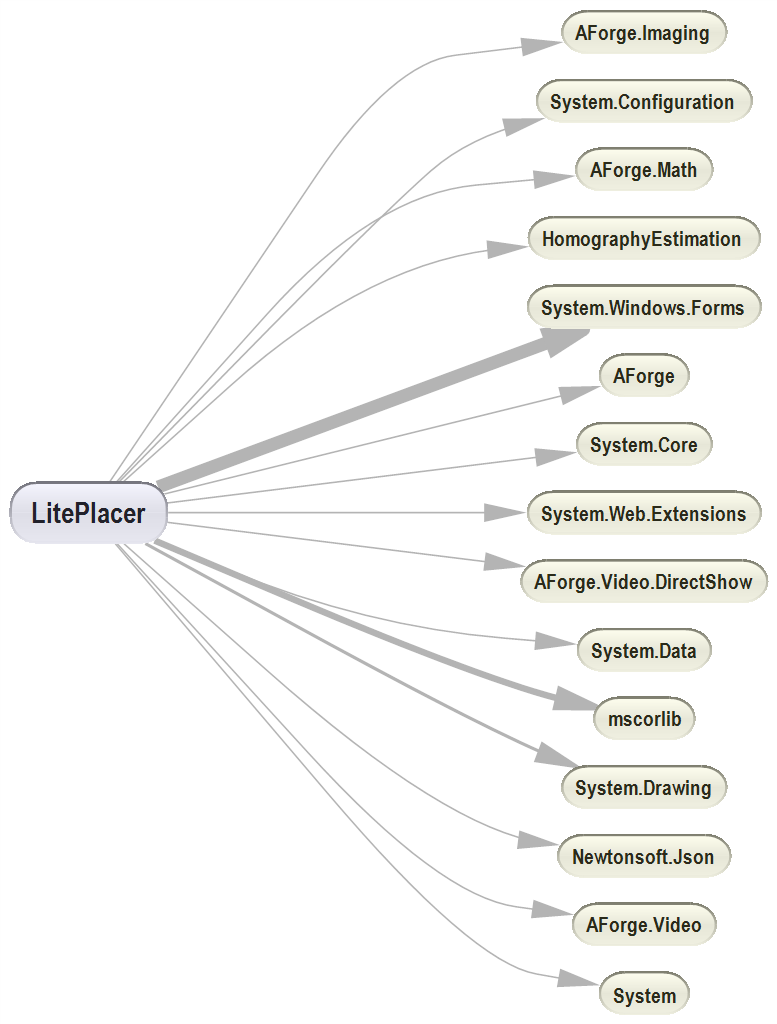 AForge.Imaging
System.Configuration
AForge.Math
HomographyEstimation
System.Windows.Forms
AForge
System.Core
LitePlacer
System.Web.Extensions
AForge.Video.DirectShow
System.Data
mscorlib
System.Drawing
Newtonsoft.Json
AForge.Video
System